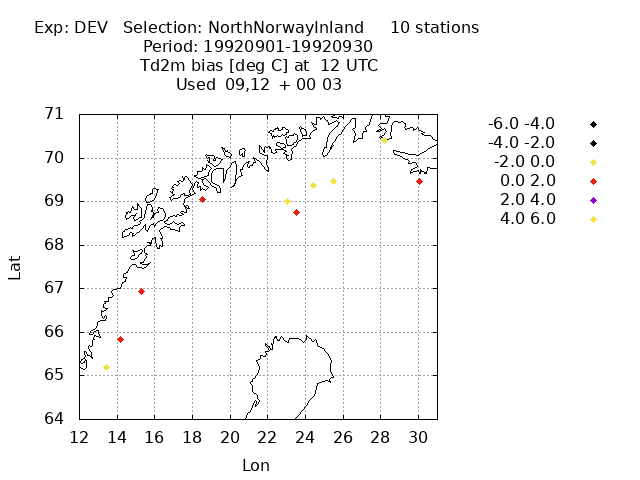 Exp: DEV Selection: NorthNorwayInland 10 stations
Period: 19920901-19920930
Td2m bias [deg C] at 12 UTC
Used 09,12 + 00 03
71
70
69
68
67
66
65
64
Lat
12 14 16 18 20 22 24 26 28 30
Lon
-6.0 -4.0
-4.0 -2.0
-2.0 0.0
0.0 2.0
2.0 4.0
4.0 6.0